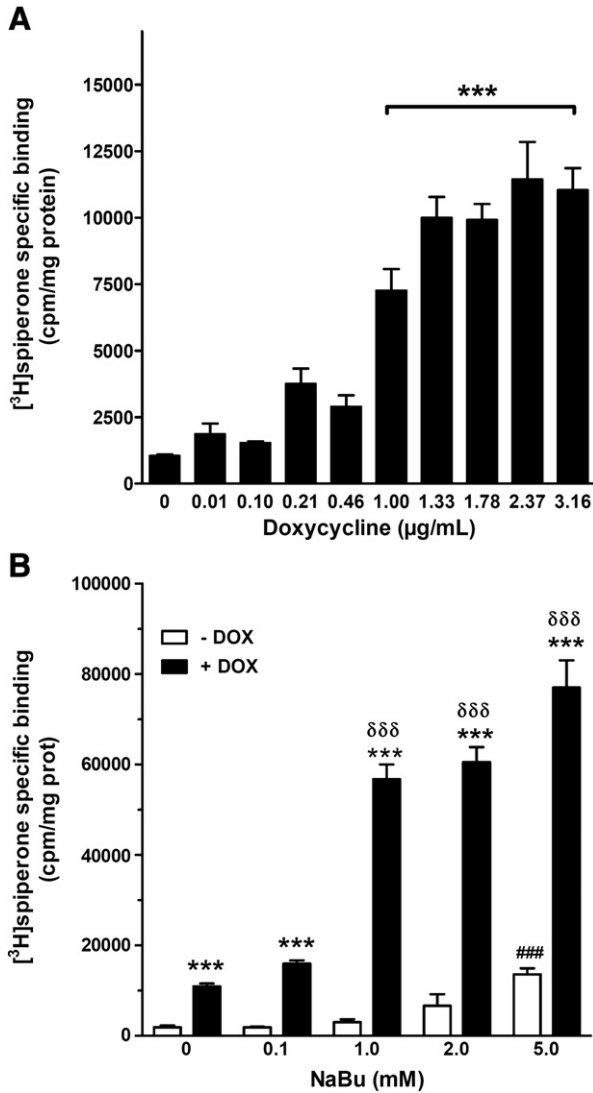 A
[³H]spiperone specific binding
(cpm/mg protein)
15000
12500
10000
7500
5000
2500
0
***
0 0.01 0.10 0.21 0.46 1.00 1.33 1.78 2.37 3.16
Doxycycline (µg/mL)
B
[³H]spiperone specific binding
(cpm/mg prot)
100000
80000
60000
40000
20000
0
- DOX
+ DOX
***
***
δδδ
***
δδδ
***
###
δδδ
***
0 0.1 1.0 2.0 5.0
NaBu (mM)